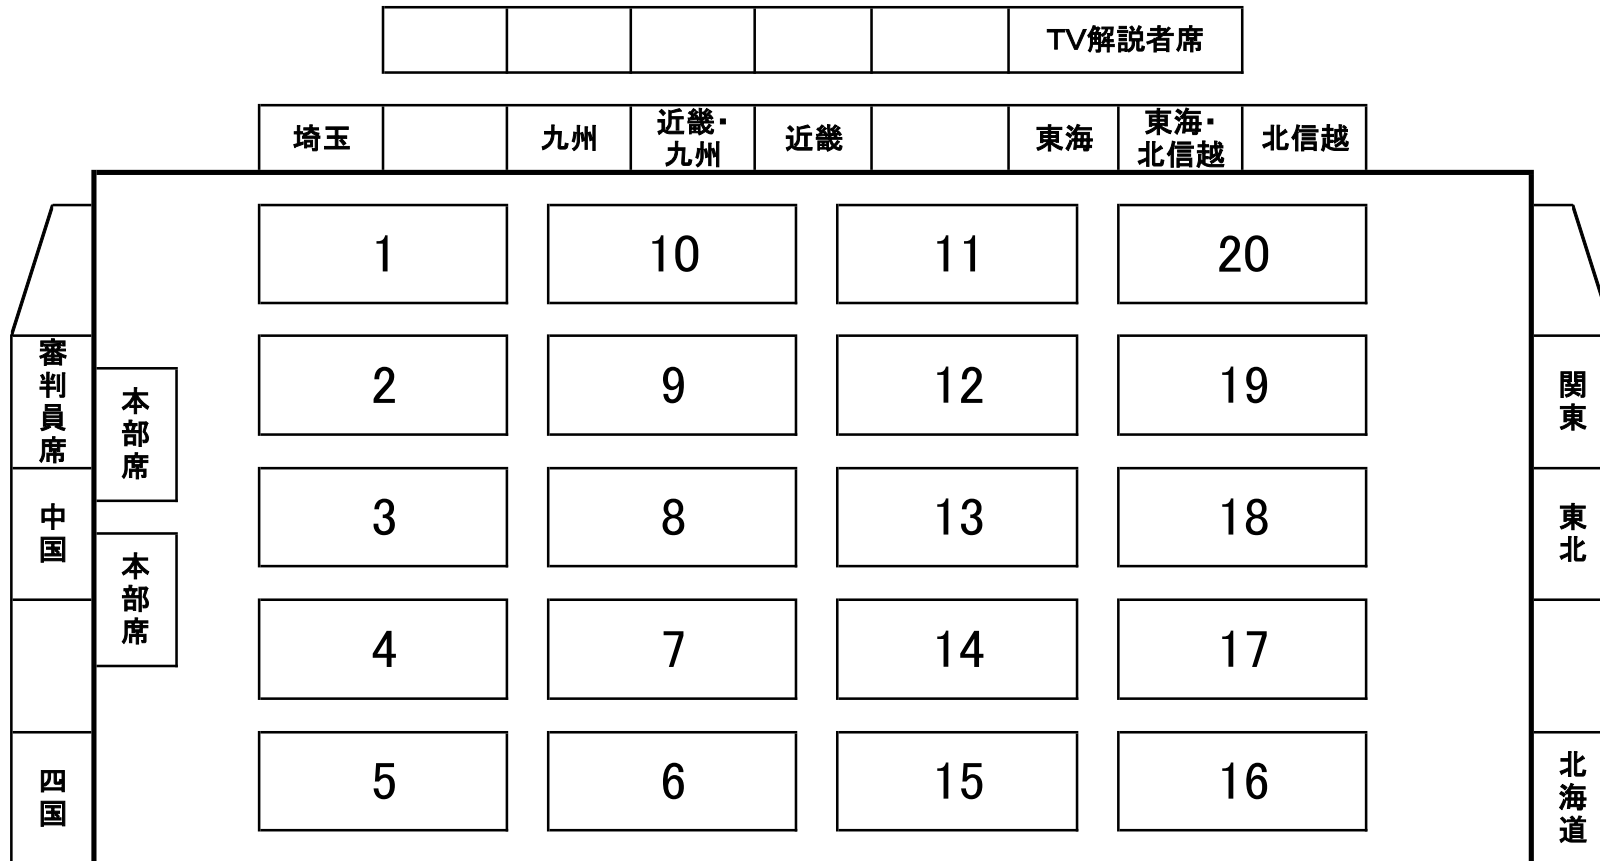 TV解説者席
埼玉 九州 近畿・九州 近畿 東海 東海・北信越 北信越
1 10 11 20
審判員席 本部席 2 9 12 19 関東
中国 3 8 13 18 東北
本部席 4 7 14 17
四国 5 6 15 16 北海道